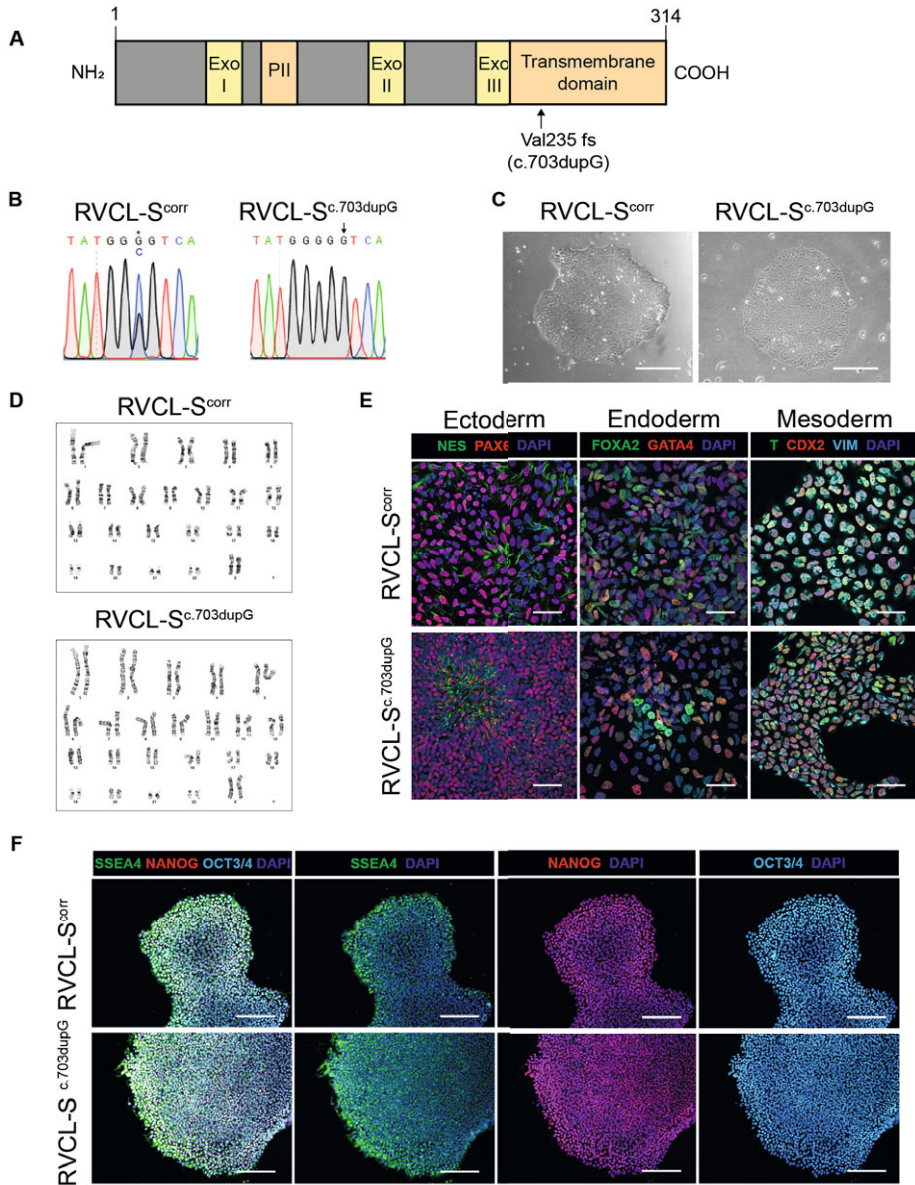 A
1
314
NH₂
Exo
I
PII
Exo
II
Exo
III
Transmembrane
domain
COOH
Val235 fs
(c.703dupG)
B
RVCL-Scorr
*
T A T G G G G T C A
C
RVCL-Sc.703dupG
T A T G G G G G T C A
C
RVCL-Scorr
RVCL-Sc.703dupG
D
RVCL-Scorr
RVCL-Sc.703dupG
E
Ectoderm
Endoderm
Mesoderm
NES PAX6 DAPI
FOXA2 GATA4 DAPI
T CDX2 VIM DAPI
RVCL-Scorr
RVCL-Sc.703dupG
F
SSEA4 NANOG OCT3/4 DAPI
SSEA4 DAPI
NANOG DAPI
OCT3/4 DAPI
RVCL-Scorr
RVCL-S c.703dupG